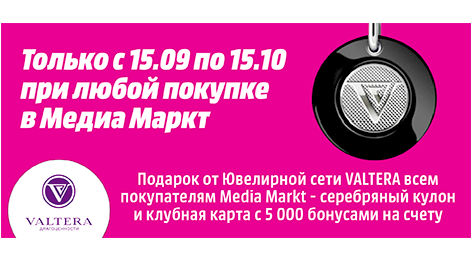 Только с 15.09 по 15.10
при любой покупке
в Медиа Маркт
Подарок от Ювелирной сети VALTERA всем
покупателям Media Markt - серебряный кулон
и клубная карта с 5 000 бонусами на счету
VALTERA
ДРАГОЦЕННОСТИ